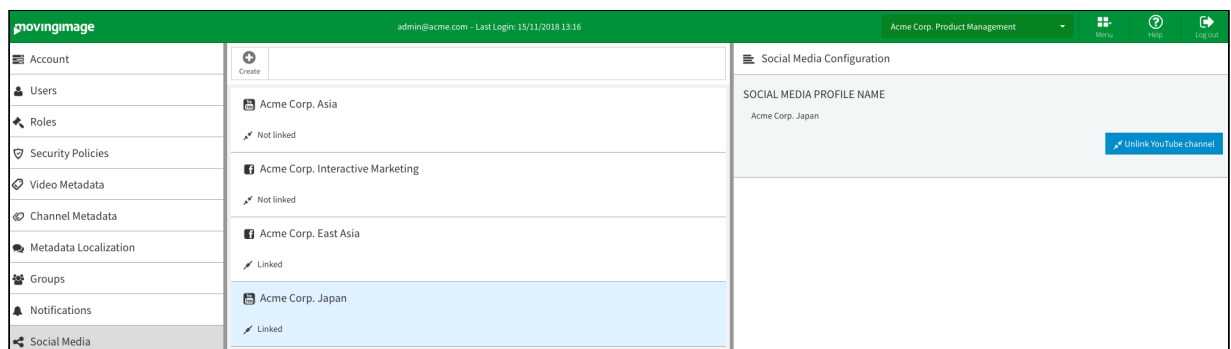 movingimage
admin@acme.com - Last Login: 15/11/2018 13:16
Acme Corp. Product Management
Menu
Help
Log out
Account
Users
Roles
Security Policies
Video Metadata
Channel Metadata
Metadata Localization
Groups
Notifications
Social Media
Create
Acme Corp. Asia
Not linked
Acme Corp. Interactive Marketing
Not linked
Acme Corp. East Asia
Linked
Acme Corp. Japan
Linked
Social Media Configuration
SOCIAL MEDIA PROFILE NAME
Acme Corp. Japan
Unlink YouTube channel